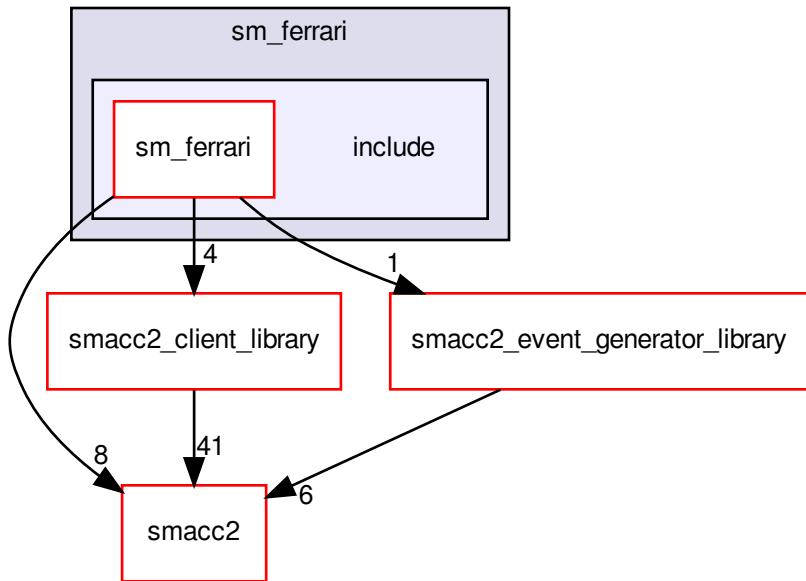 sm_ferrari
sm_ferrari
include
4
1
smacc2_client_library
smacc2_event_generator_library
8
41
6
smacc2